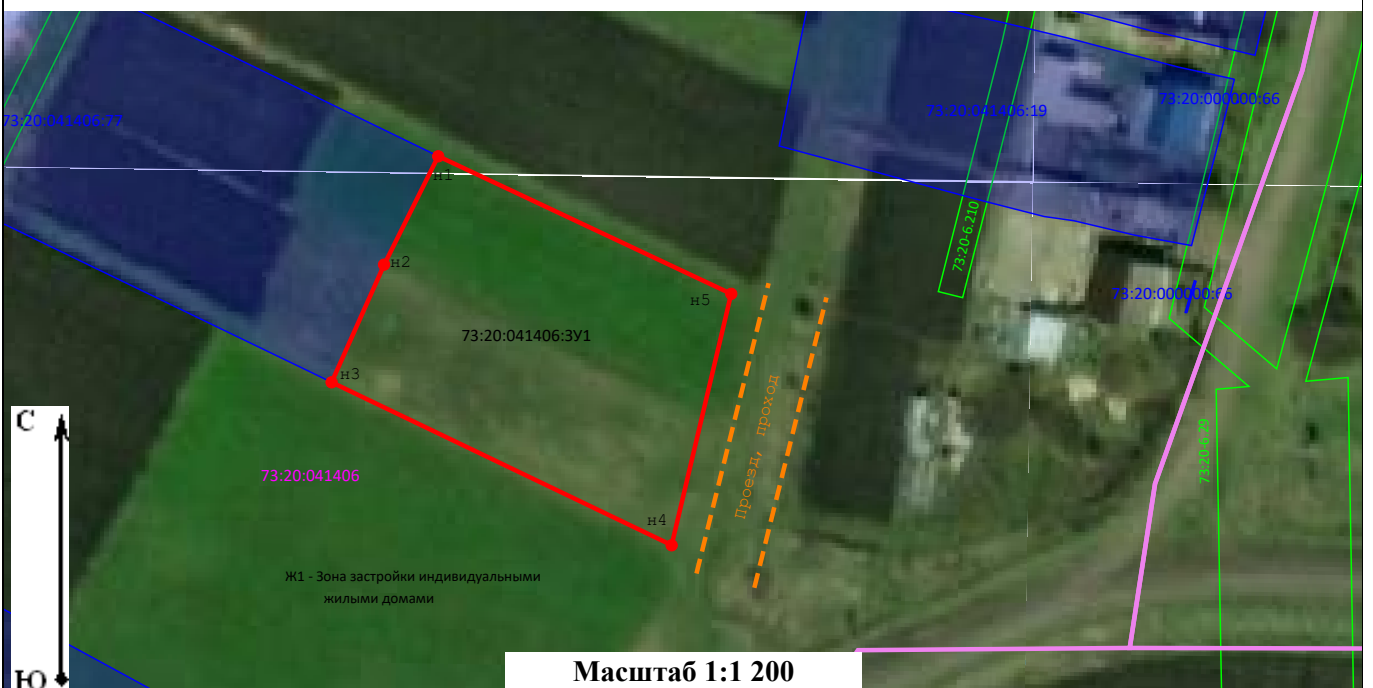 73:20:041406:77
73:20:041406:19
73:20:000000:66
н1
73:20-6.210
н2
н5
73:20:000000:66
73:20:041406:ЗУ1
н3
Проезд, проход
С
73:20-6.29
73:20:041406
н4
Ж1 - Зона застройки индивидуальными
жилыми домами
Ю
Масштаб 1:1 200